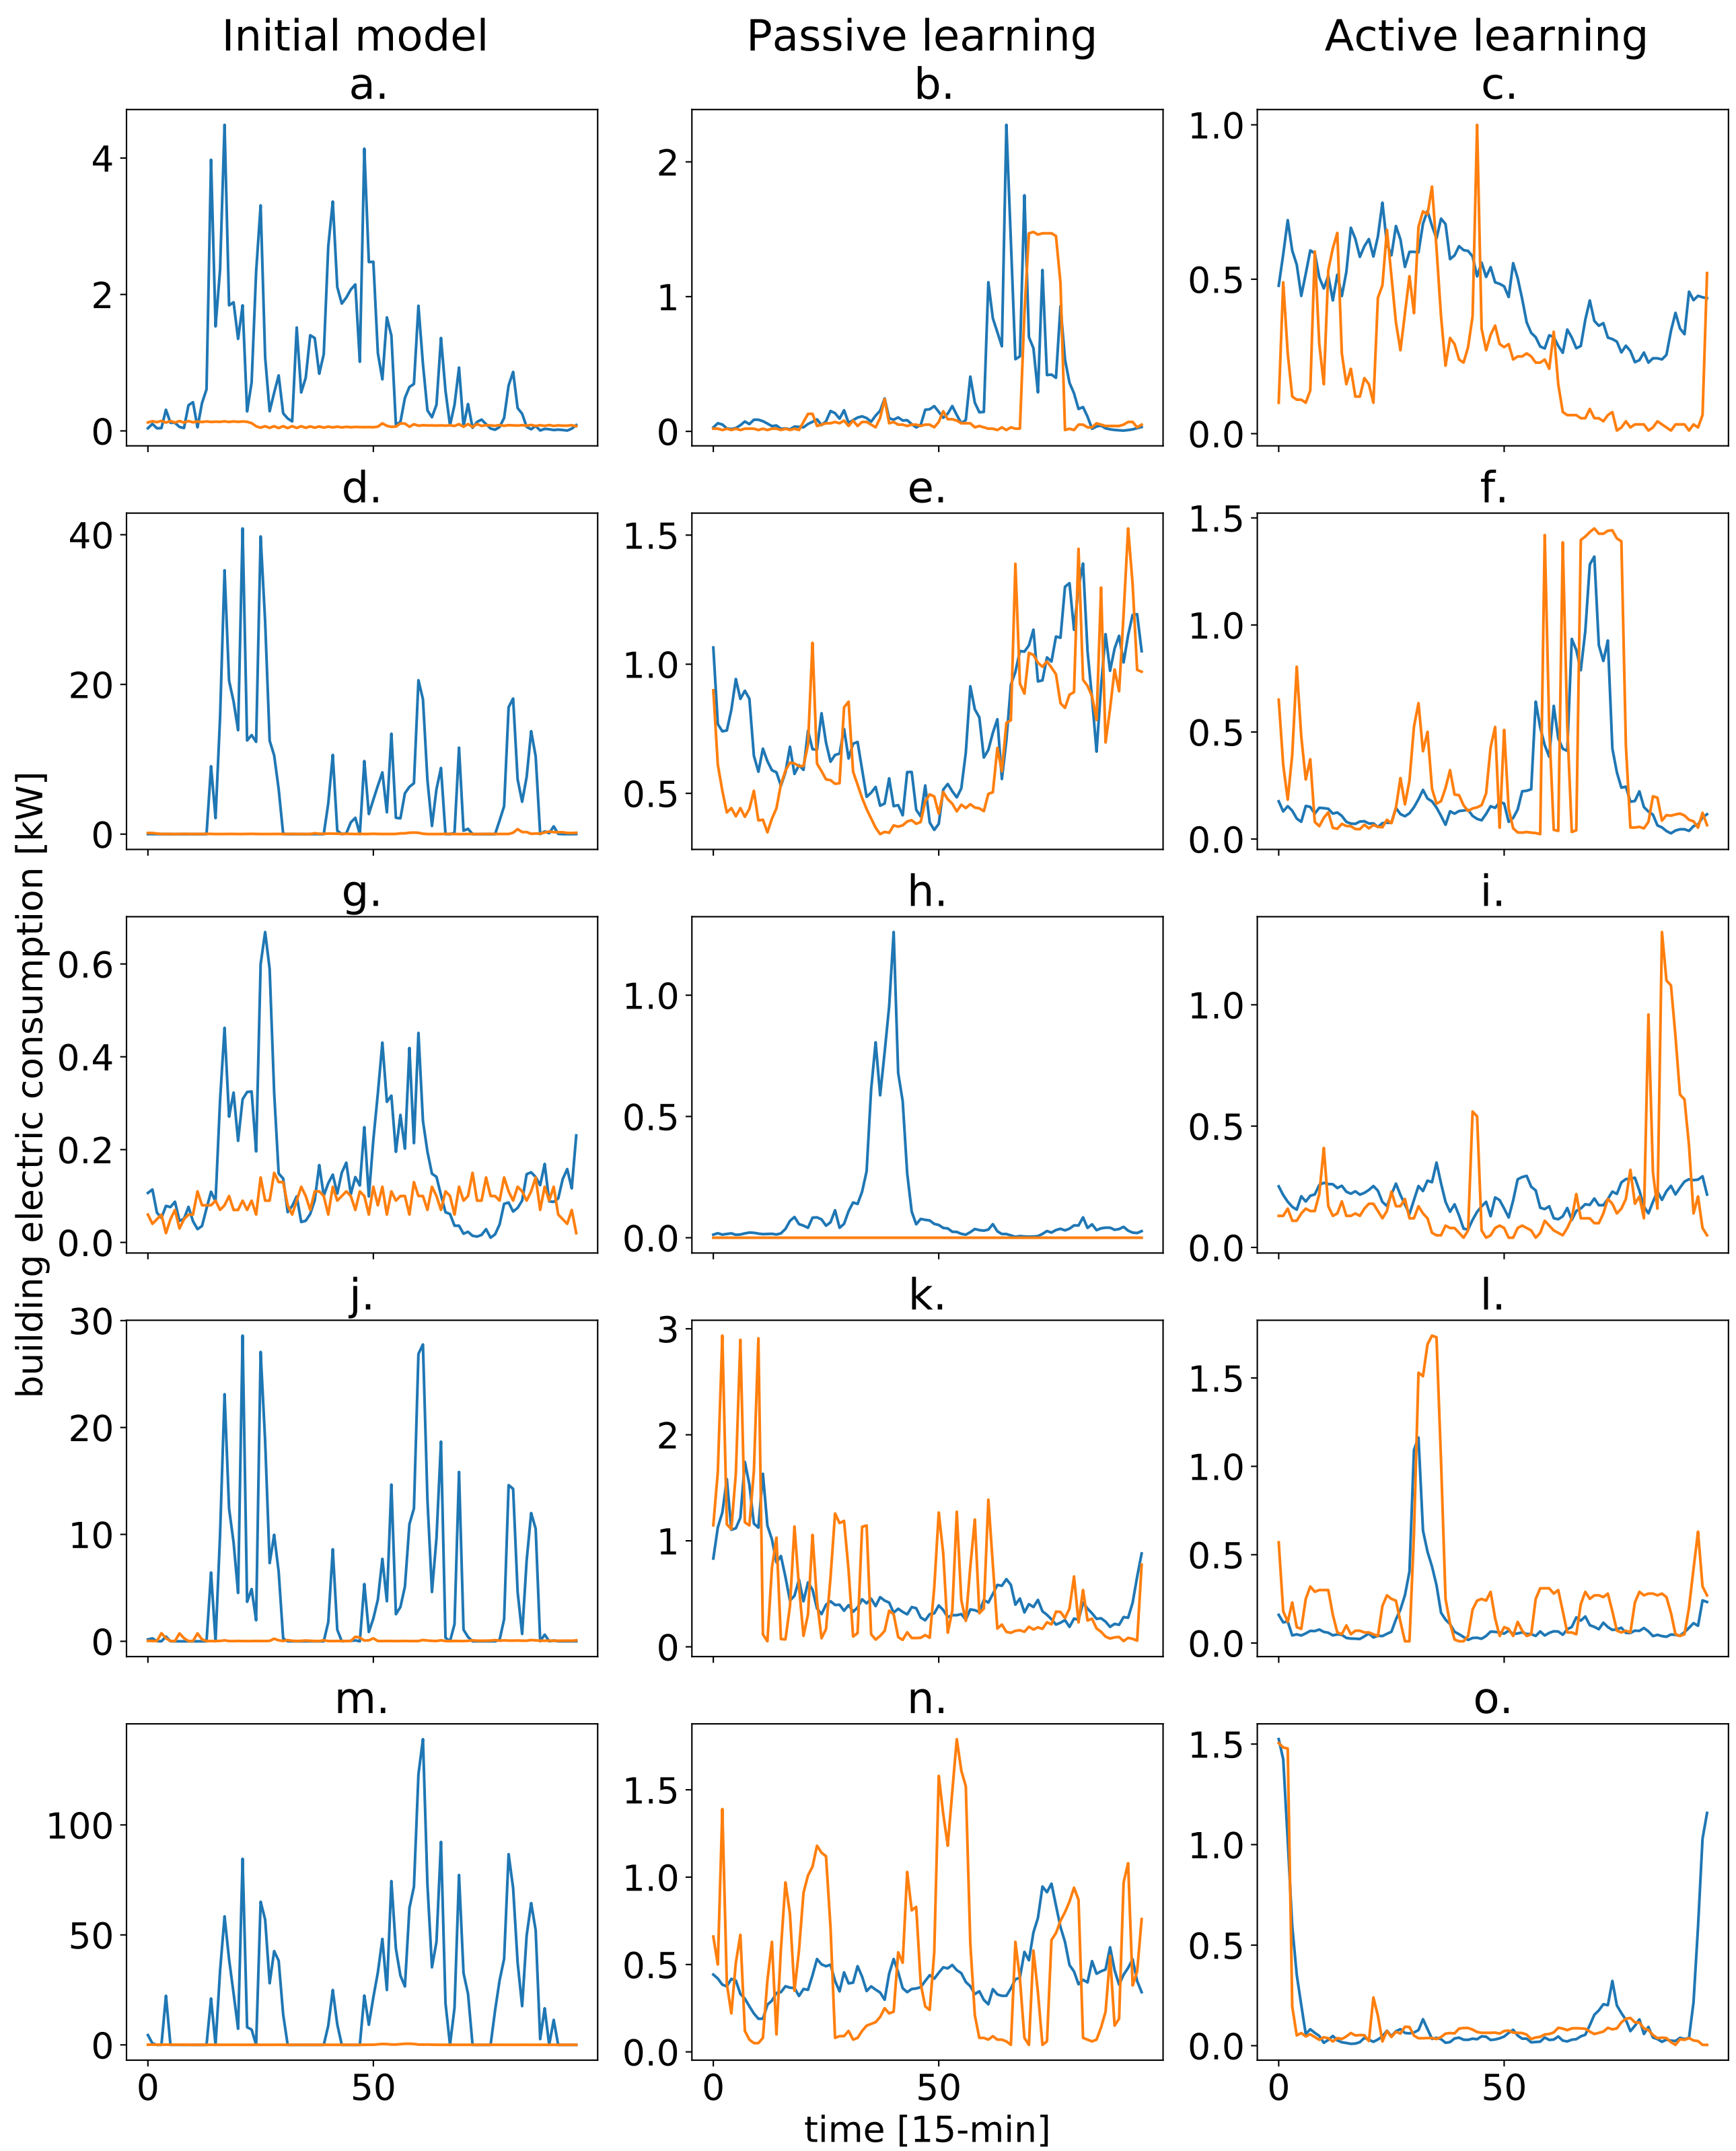 Initial model
Passive learning
Active learning
a.
b.
c.
4
2
0
2
1
0
1.0
0.5
0.0
d.
e.
f.
40
20
0
1.5
1.0
0.5
1.5
1.0
0.5
0.0
g.
h.
i.
0.6
0.4
0.2
0.0
1.0
0.5
0.0
1.0
0.5
0.0
j.
k.
l.
30
20
10
0
3
2
1
0
1.5
1.0
0.5
0.0
m.
n.
o.
100
50
0
1.5
1.0
0.5
0.0
1.5
1.0
0.5
0.0
0 50
0 50
0 50
building electric consumption [kW]
time [15-min]